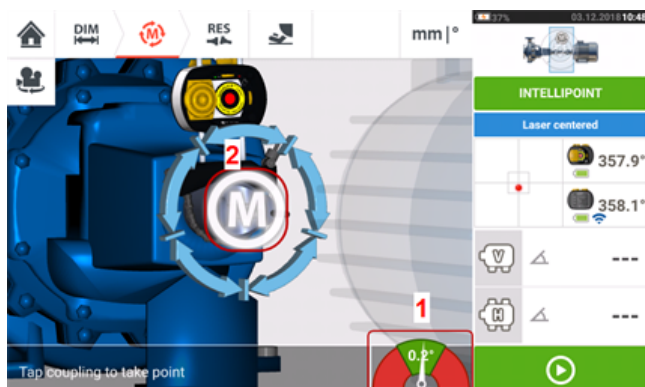 DIM
M
RES
mm|°
37%
03.12.2018 10:48
INTELLIPOINT
Laser centered
357.9°
358.1°
V
---
H
---
2
M
1
0.2°
Tap coupling to take point